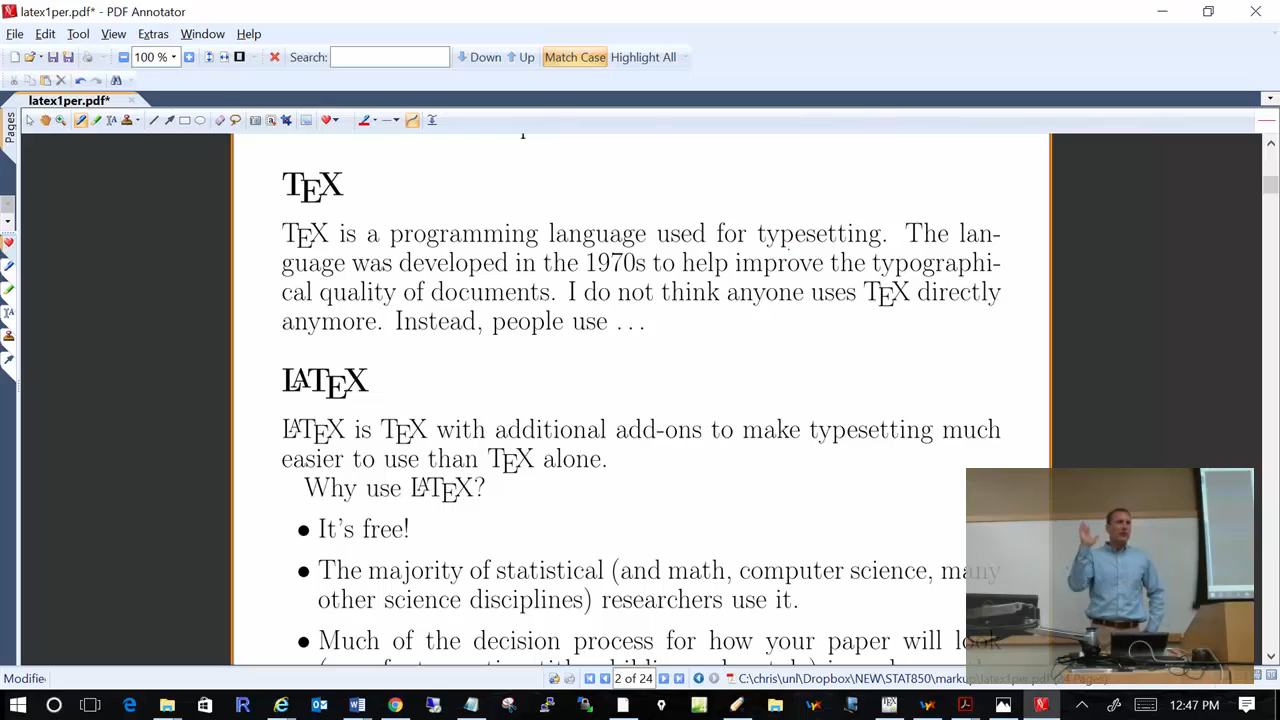 latex1per.pdf* - PDF Annotator
File Edit Tool View Extras Window Help
100 % Search: Down Up Match Case Highlight All
latex1per.pdf*
Pages
TEX
TEX is a programming language used for typesetting. The lan-
guage was developed in the 1970s to help improve the typographi-
cal quality of documents. I do not think anyone uses TEX directly
anymore. Instead, people use ...
LATEX
LATEX is TEX with additional add-ons to make typesetting much
easier to use than TEX alone.
Why use LATEX?
• It's free!
• The majority of statistical (and math, computer science, many
other science disciplines) researchers use it.
• Much of the decision process for how your paper will look
Modifie
2 of 24
C:\chris\unl\Dropbox\NEW\STAT850\markup\latex1per.pdf
12:47 PM